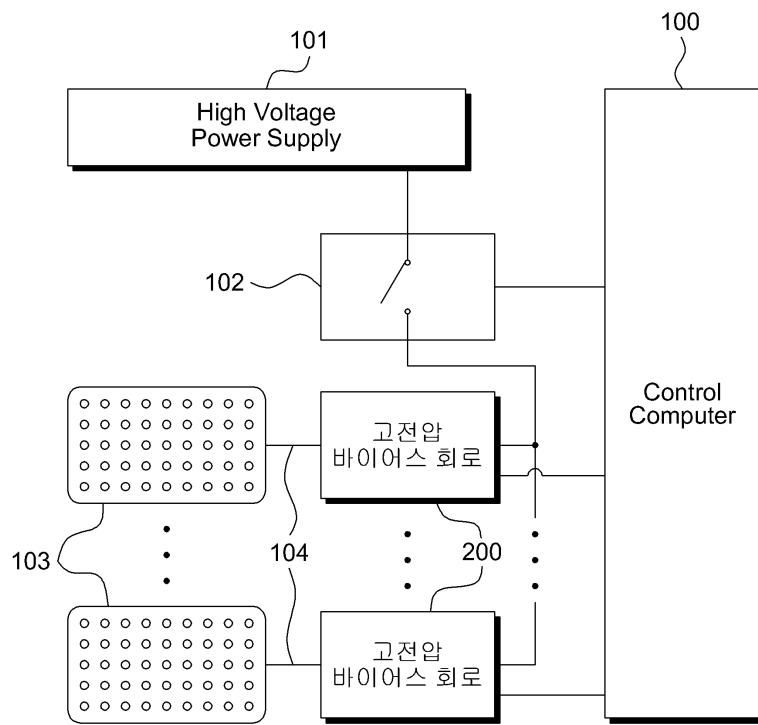 101
100
High Voltage
Power Supply
102
Control
Computer
고전압
바이어스 회로
103
104
200
고전압
바이어스 회로